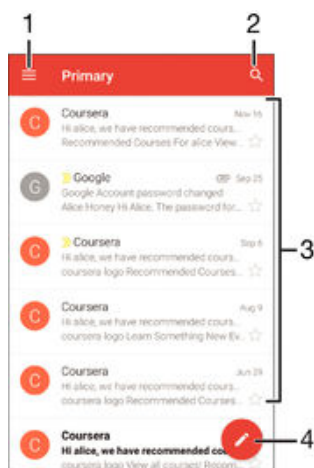 1
2
Primary
Coursera
Nov 16
Hi alice, we have recommended cours...
Recommended Courses For alice View...
Google
Sep 25
Google Account password changed
Alice Honey Hi Alice, The password for...
Coursera
Sep 6
Hi alice, we have recommended cours...
coursera logo Recommended Courses...
3
Coursera
Aug 9
Hi alice, we have recommended cours...
coursera logo Learn Something New Ev...
Coursera
Jun 29
Hi alice, we have recommended cours...
coursera logo Recommended Courses...
4
Coursera
Hi alice, we have recommended co
coursera logo View all courses! Recom...
C
G
C
C
C
C